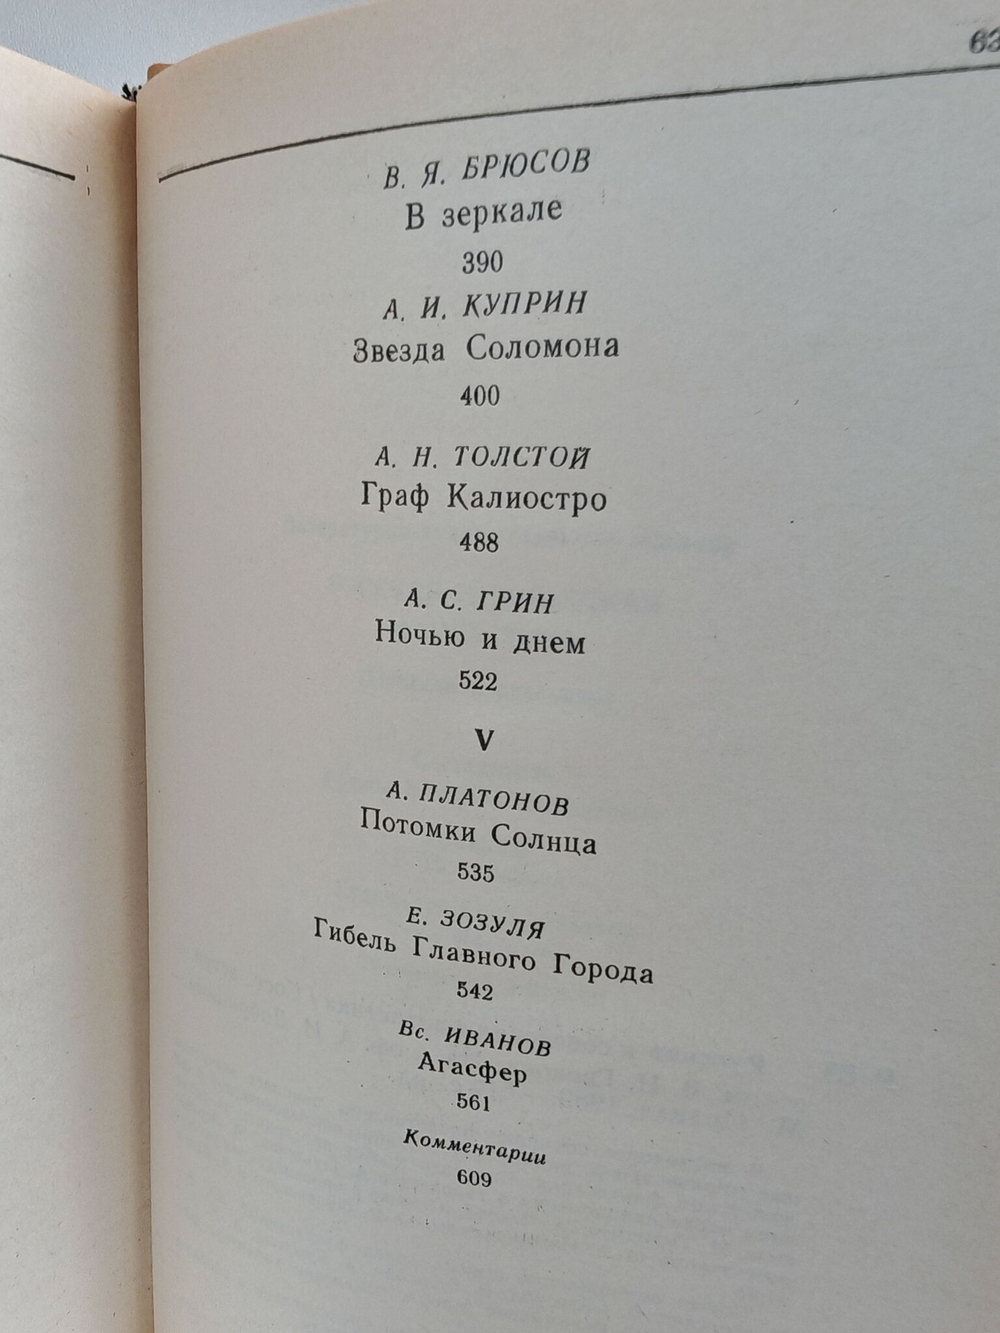 В. Я. БРЮСОВ
В зеркале
390
А. И. КУПРИН
Звезда Соломона
400
А. Н. ТОЛСТОЙ
Граф Калиостро
488
А. С. ГРИН
Ночью и днем
522
V
А. ПЛАТОНОВ
Потомки Солнца
535
Е. ЗОЗУЛЯ
Гибель Главного Города
542
Вс. ИВАНОВ
Агасфер
561
Комментарии
609